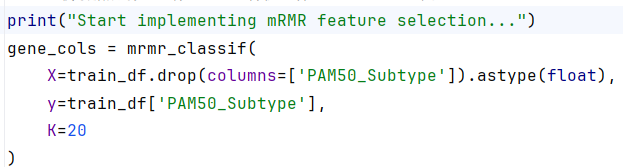 print("Start implementing mRMR feature selection...")
gene_cols = mrmr_classif(
    X=train_df.drop(columns=['PAM50_Subtype']).astype(float),
    y=train_df['PAM50_Subtype'],
    K=20
)